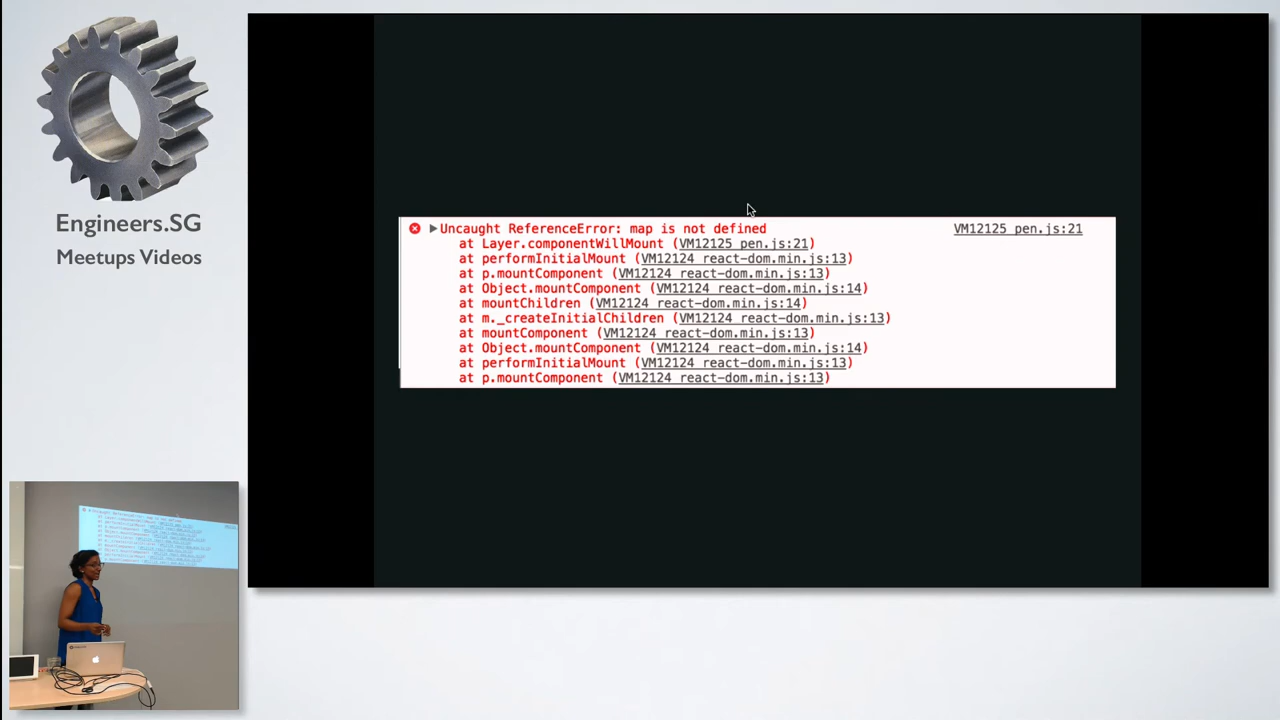 Engineers.SG
Meetups Videos
Uncaught ReferenceError: map is not defined VM12125 pen.js:21
at Layer.componentWillMount (VM12125 pen.js:21)
at performInitialMount (VM12124 react-dom.min.js:13)
at p.mountComponent (VM12124 react-dom.min.js:13)
at Object.mountComponent (VM12124 react-dom.min.js:14)
at mountChildren (VM12124 react-dom.min.js:14)
at m._createInitialChildren (VM12124 react-dom.min.js:13)
at mountComponent (VM12124 react-dom.min.js:13)
at Object.mountComponent (VM12124 react-dom.min.js:14)
at performInitialMount (VM12124 react-dom.min.js:13)
at p.mountComponent (VM12124 react-dom.min.js:13)